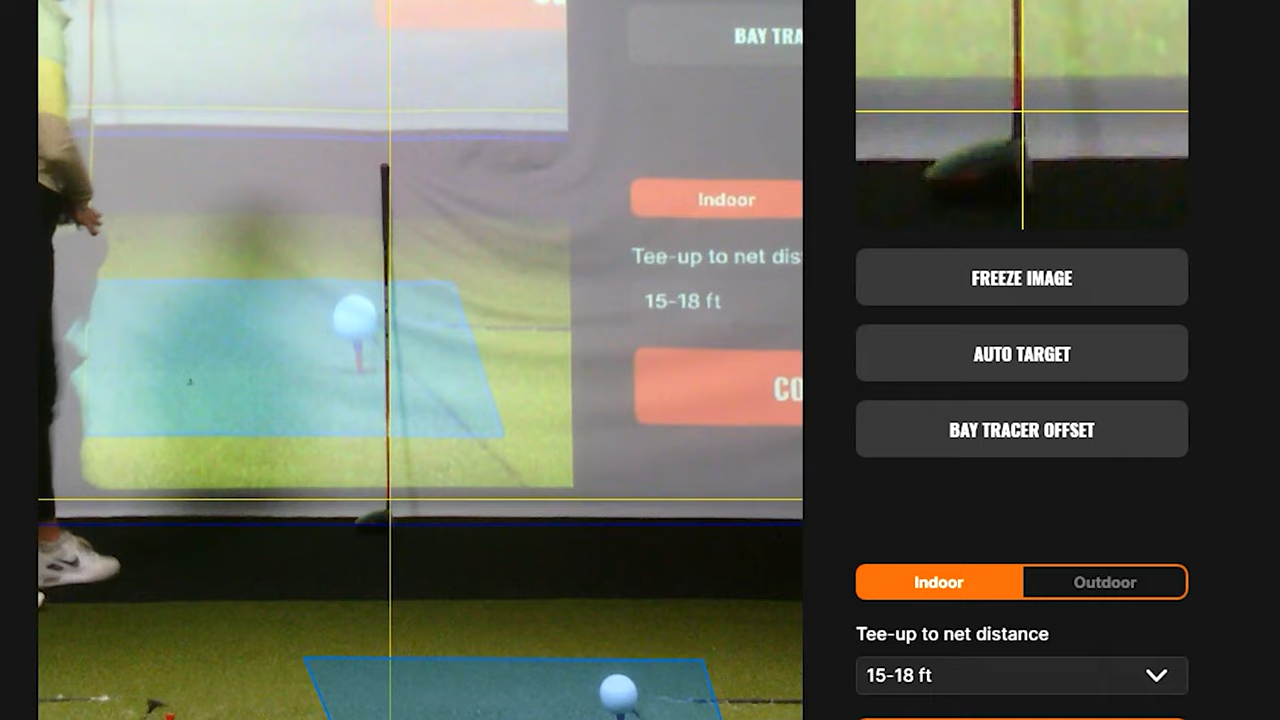 BAY TRA
Indoor
Tee-up to net dis
15-18 ft
CO
FREEZE IMAGE
AUTO TARGET
BAY TRACER OFFSET
Indoor
Outdoor
Tee-up to net distance
15-18 ft